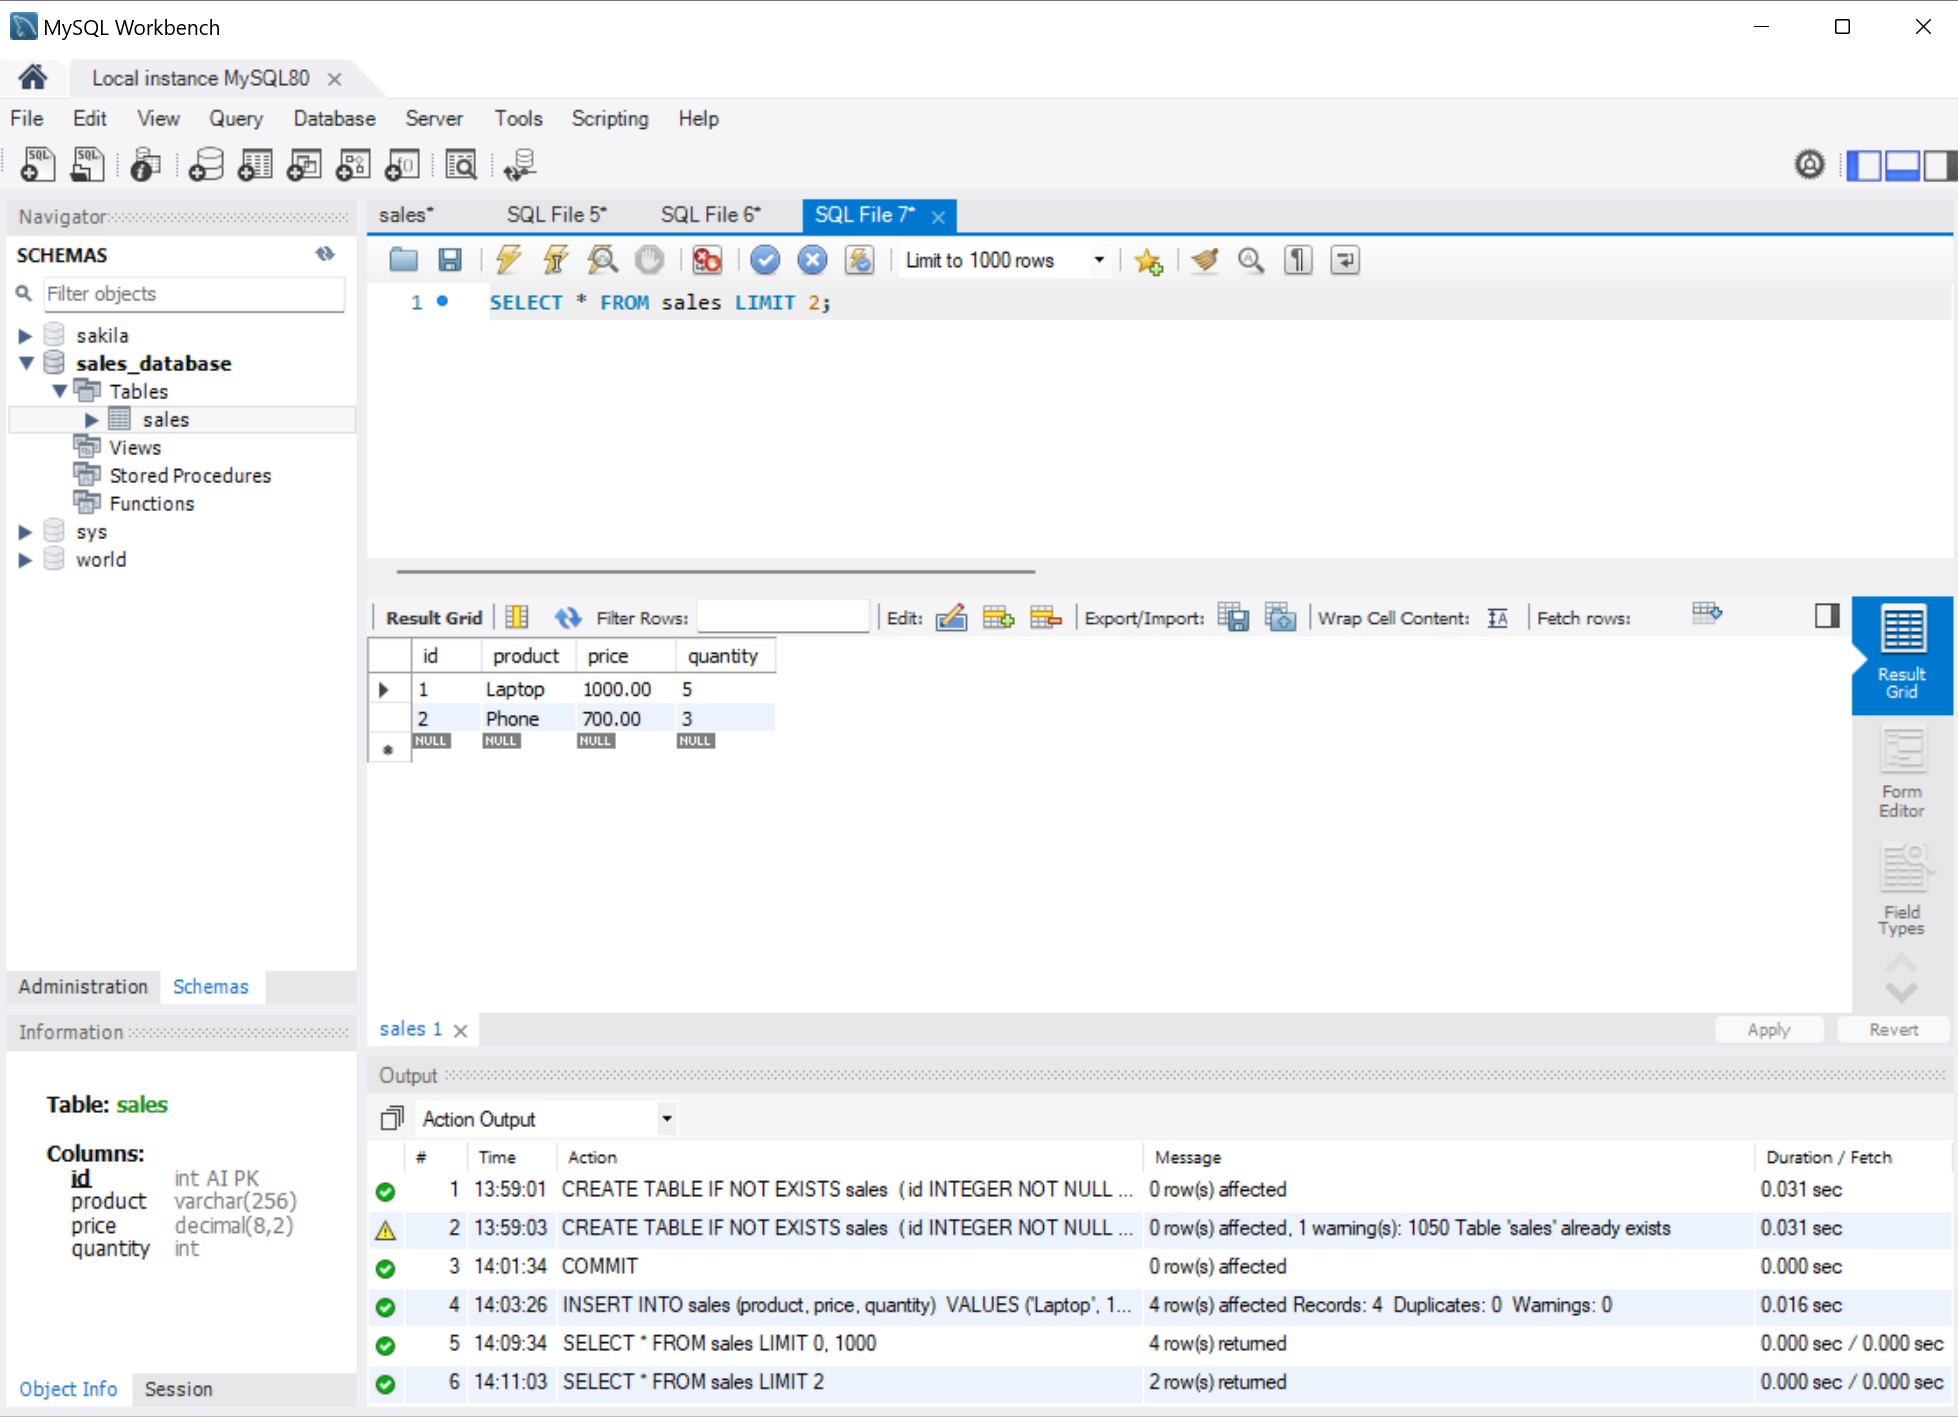 MySQL Workbench
Local instance MySQL80
File Edit View Query Database Server Tools Scripting Help
Navigator
SCHEMAS
Filter objects
sakila
sales_database
Tables
sales
Views
Stored Procedures
Functions
sys
world
Administration Schemas
Information
Table: sales
Columns:
id int AI PK
product varchar(256)
price decimal(8,2)
quantity int
Object Info Session
sales* SQL File 5* SQL File 6* SQL File 7*
Limit to 1000 rows
1 SELECT * FROM sales LIMIT 2;
Result Grid Filter Rows: Edit: Export/Import: Wrap Cell Content: Fetch rows:
id product price quantity
1 Laptop 1000.00 5
2 Phone 700.00 3
NULL NULL NULL NULL
Result
Grid
Form
Editor
Field
Types
sales 1
Apply Revert
Output
Action Output
# Time Action Message Duration / Fetch
1 13:59:01 CREATE TABLE IF NOT EXISTS sales ( id INTEGER NOT NULL ... 0 row(s) affected 0.031 sec
2 13:59:03 CREATE TABLE IF NOT EXISTS sales ( id INTEGER NOT NULL ... 0 row(s) affected, 1 warning(s): 1050 Table 'sales' already exists 0.031 sec
3 14:01:34 COMMIT 0 row(s) affected 0.000 sec
4 14:03:26 INSERT INTO sales (product, price, quantity) VALUES ('Laptop', 1... 4 row(s) affected Records: 4 Duplicates: 0 Warnings: 0 0.016 sec
5 14:09:34 SELECT * FROM sales LIMIT 0, 1000 4 row(s) returned 0.000 sec / 0.000 sec
6 14:11:03 SELECT * FROM sales LIMIT 2 2 row(s) returned 0.000 sec / 0.000 sec